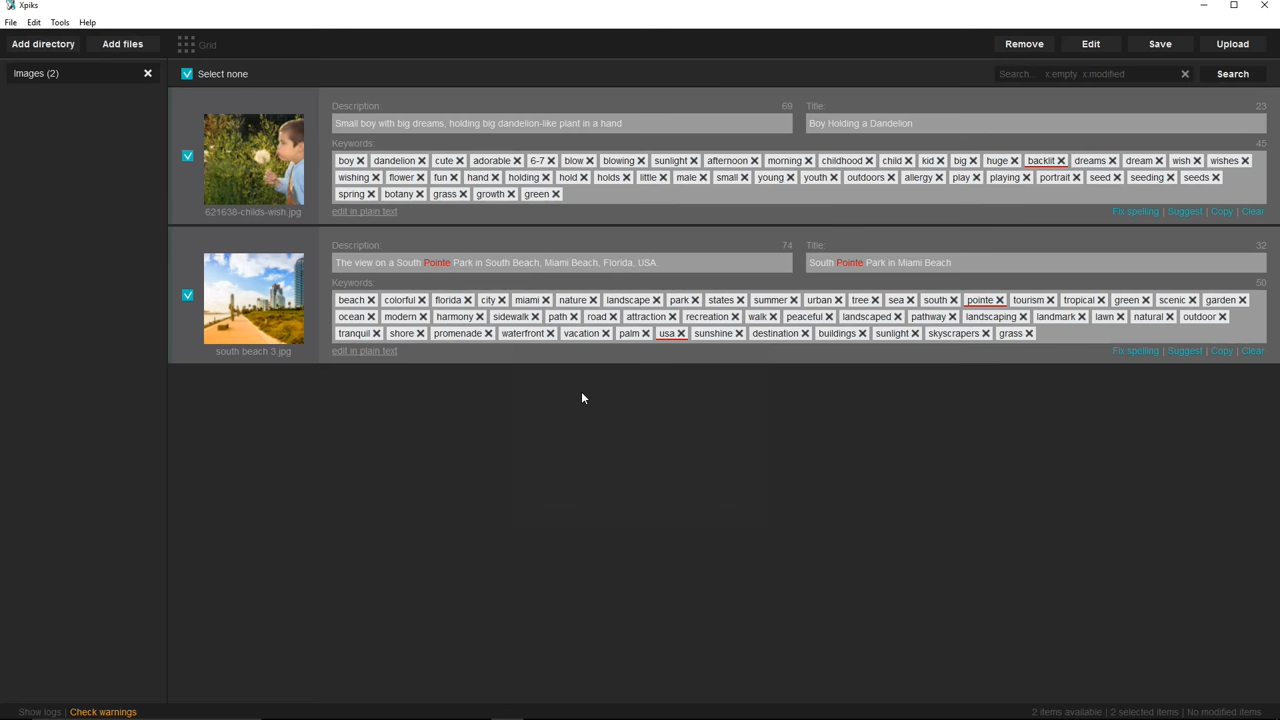 Xpiks
File Edit Tools Help
Add directory Add files Grid Remove Edit Save Upload
Images (2) Select none Search... x:empty x:modified Search
Description: 69 Title: 23
Small boy with big dreams, holding big dandelion-like plant in a hand Boy Holding a Dandelion
Keywords: 45
boy dandelion cute adorable 6-7 blow blowing sunlight afternoon morning childhood child kid big huge backlit dreams dream wish wishes
wishing flower fun hand holding hold holds little male small young youth outdoors allergy play playing portrait seed seeding seeds
spring botany grass growth green
621638-childs-wish.jpg edit in plain text Fix spelling | Suggest | Copy | Clear
Description: 74 Title: 32
The view on a South Pointe Park in South Beach, Miami Beach, Florida, USA. South Pointe Park in Miami Beach
Keywords: 50
beach colorful florida city miami nature landscape park states summer urban tree sea south pointe tourism tropical green scenic garden
ocean modern harmony sidewalk path road attraction recreation walk peaceful landscaped pathway landscaping landmark lawn natural outdoor
tranquil shore promenade waterfront vacation palm usa sunshine destination buildings sunlight skyscrapers grass
south beach 3.jpg edit in plain text Fix spelling | Suggest | Copy | Clear
Show logs | Check warnings 2 items available | 2 selected items | No modified items